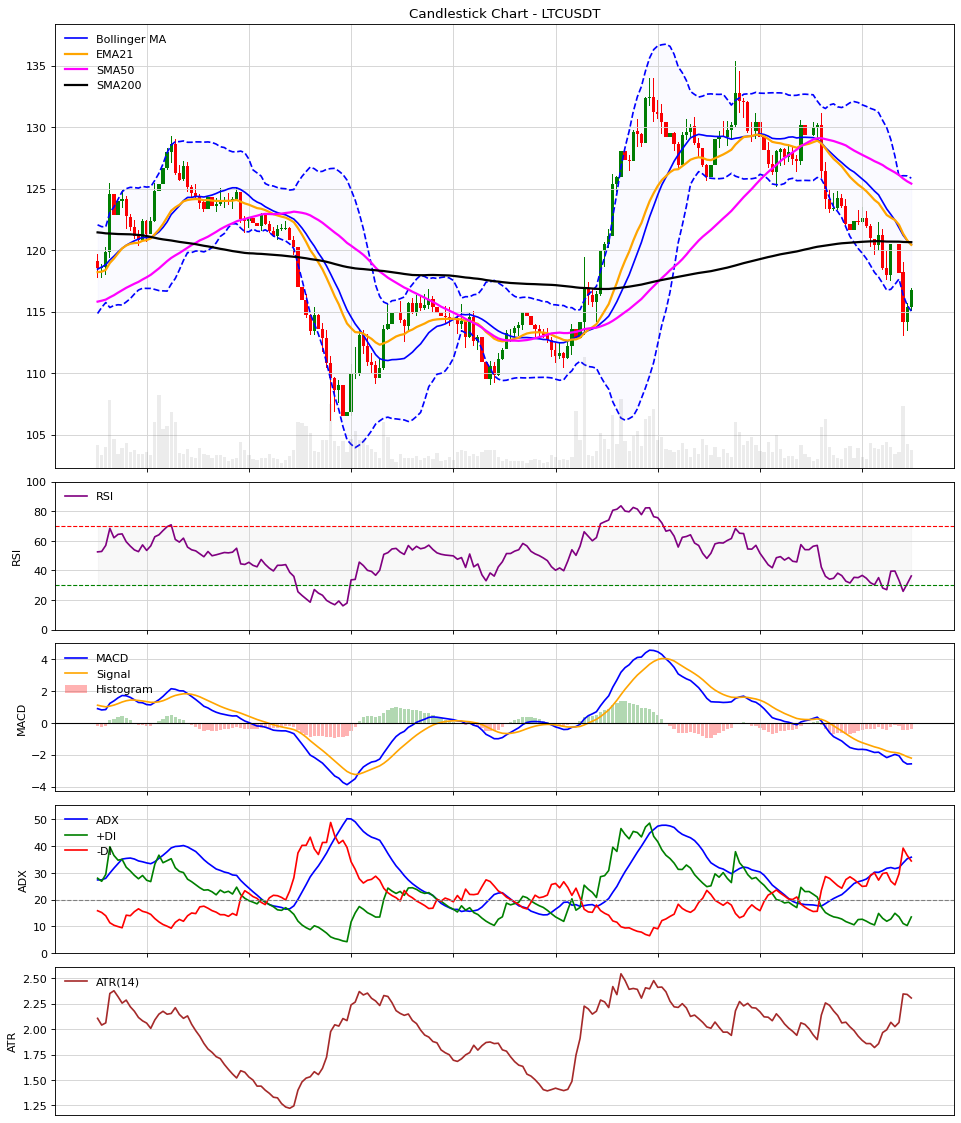 Candlestick Chart - LTCUSDT
Bollinger MA
EMA21
SMA50
SMA200
135
130
125
120
115
110
105
RSI
100
80
60
40
20
0
RSI
MACD
Signal
Histogram
4
2
0
−2
−4
MACD
ADX
+DI
-DI
50
40
30
20
10
0
ADX
ATR(14)
2.50
2.25
2.00
1.75
1.50
1.25
ATR